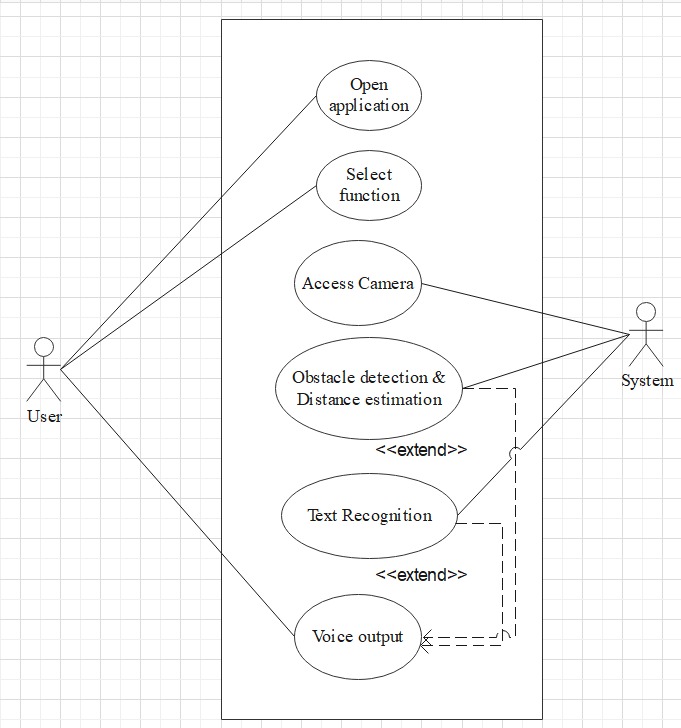 Open
application
Select
function
Access Camera
System
Obstacle detection &
Distance estimation
User
<<extend>>
Text Recognition
<<extend>>
Voice output